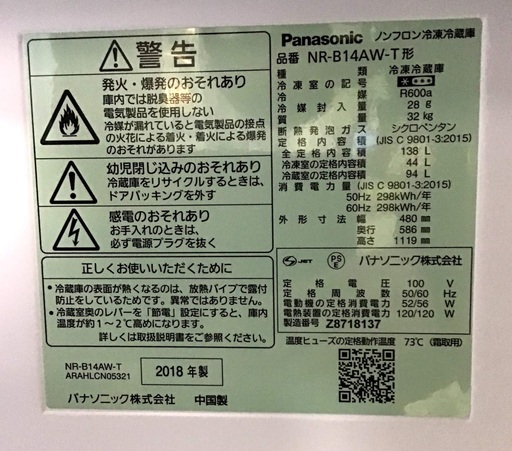 警告
発火・爆発のおそれあり
庫内では脱臭器等の
電気製品を使用しない
冷媒が漏れていると電気製品の接点
の火花による着火・着火による爆発
のおそれがあります
幼児閉じ込みのおそれあり
冷蔵庫をリサイクルするときは、
ドアパッキングを外す
感電のおそれあり
お手入れのときは、
必ず電源プラグを抜く
正しくお使いいただくために
・冷蔵庫の表面が熱くなるのは、放熱パイプで露付
防止をしているためです。異常ではありません。
・冷蔵室奥のレバーを「節電」設定にすると、庫内
温度が約1〜2℃高めになります。
詳しくは取扱説明書をご参照ください。
NR-B14AW-T
ARAHLCN05321
2018 年製
パナソニック株式会社 中国製
Panasonic ノンフロン冷凍冷蔵庫
品番 NR-B14AW-T 形
種類 冷凍冷蔵庫
冷凍室の記号
冷媒 R600a
冷媒封入量 28 g
質量 32 kg
断熱発泡ガス シクロペンタン
定格内容積 (JIS C 9801-3:2015)
全定格内容積 138 L
冷凍室の定格内容積 44 L
冷蔵室の定格内容積 94 L
消費電力量 (JIS C 9801-3:2015)
50Hz 298kWh/年
60Hz 298kWh/年
外形寸法 幅 480 mm
奥行 586 mm
高さ 1119 mm
JET PS E パナソニック株式会社
定格電圧 100 V
定格周波数 50/60 Hz
電動機の定格消費電力 52/56 W
電熱装置の定格消費電力 120/120 W
製造番号 Z8718137
温度ヒューズの定格動作温度 73℃ (霜取用)